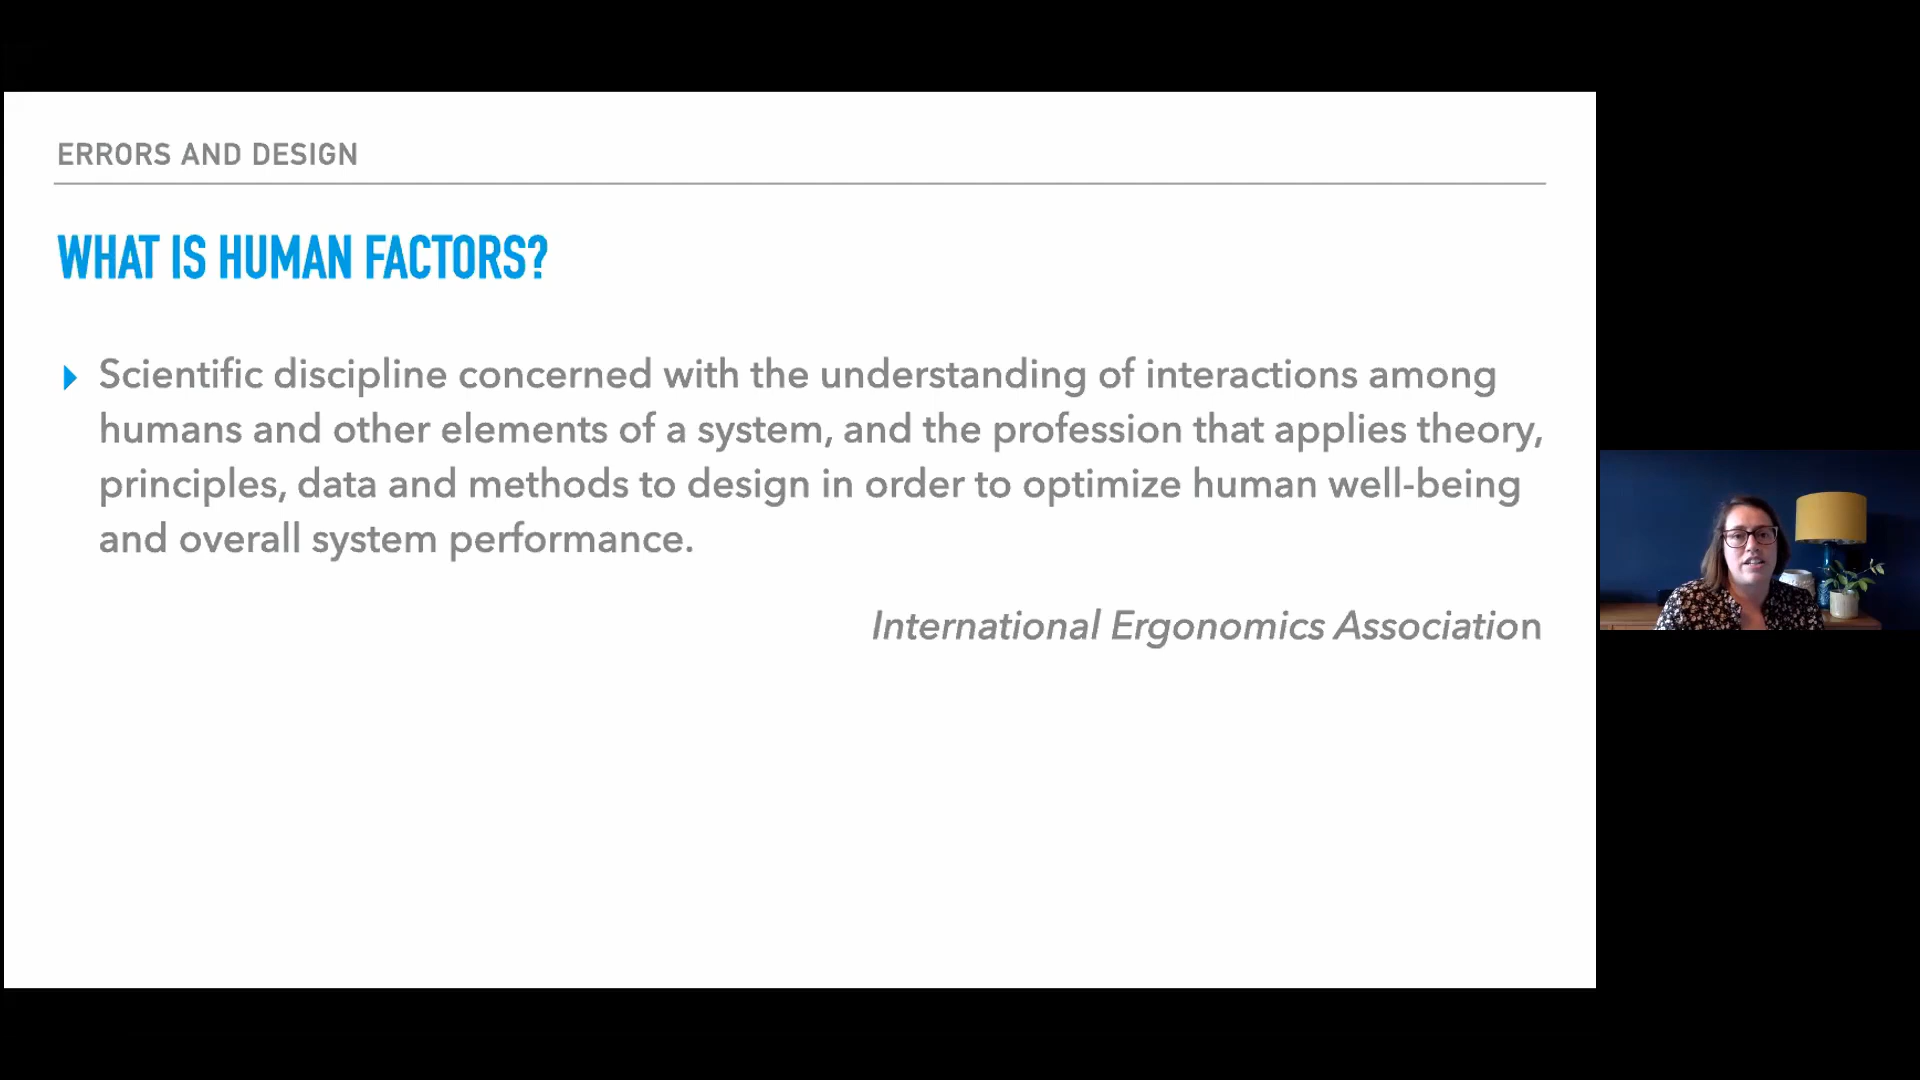 ERRORS AND DESIGN
WHAT IS HUMAN FACTORS?
Scientific discipline concerned with the understanding of interactions among
humans and other elements of a system, and the profession that applies theory,
principles, data and methods to design in order to optimize human well-being
and overall system performance.
International Ergonomics Association